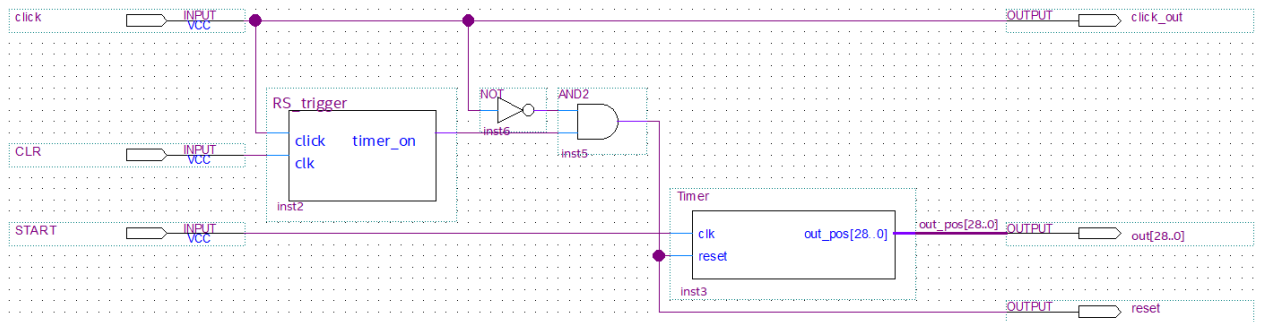 click INPUT VCC OUTPUT click_out
RS_trigger NOT AND2
click timer_on inst6
CLR INPUT VCC clk inst5
inst2 Timer
START INPUT VCC clk out_pos[28..0] out_pos[28..0] OUTPUT out[28..0]
reset
inst3 OUTPUT reset